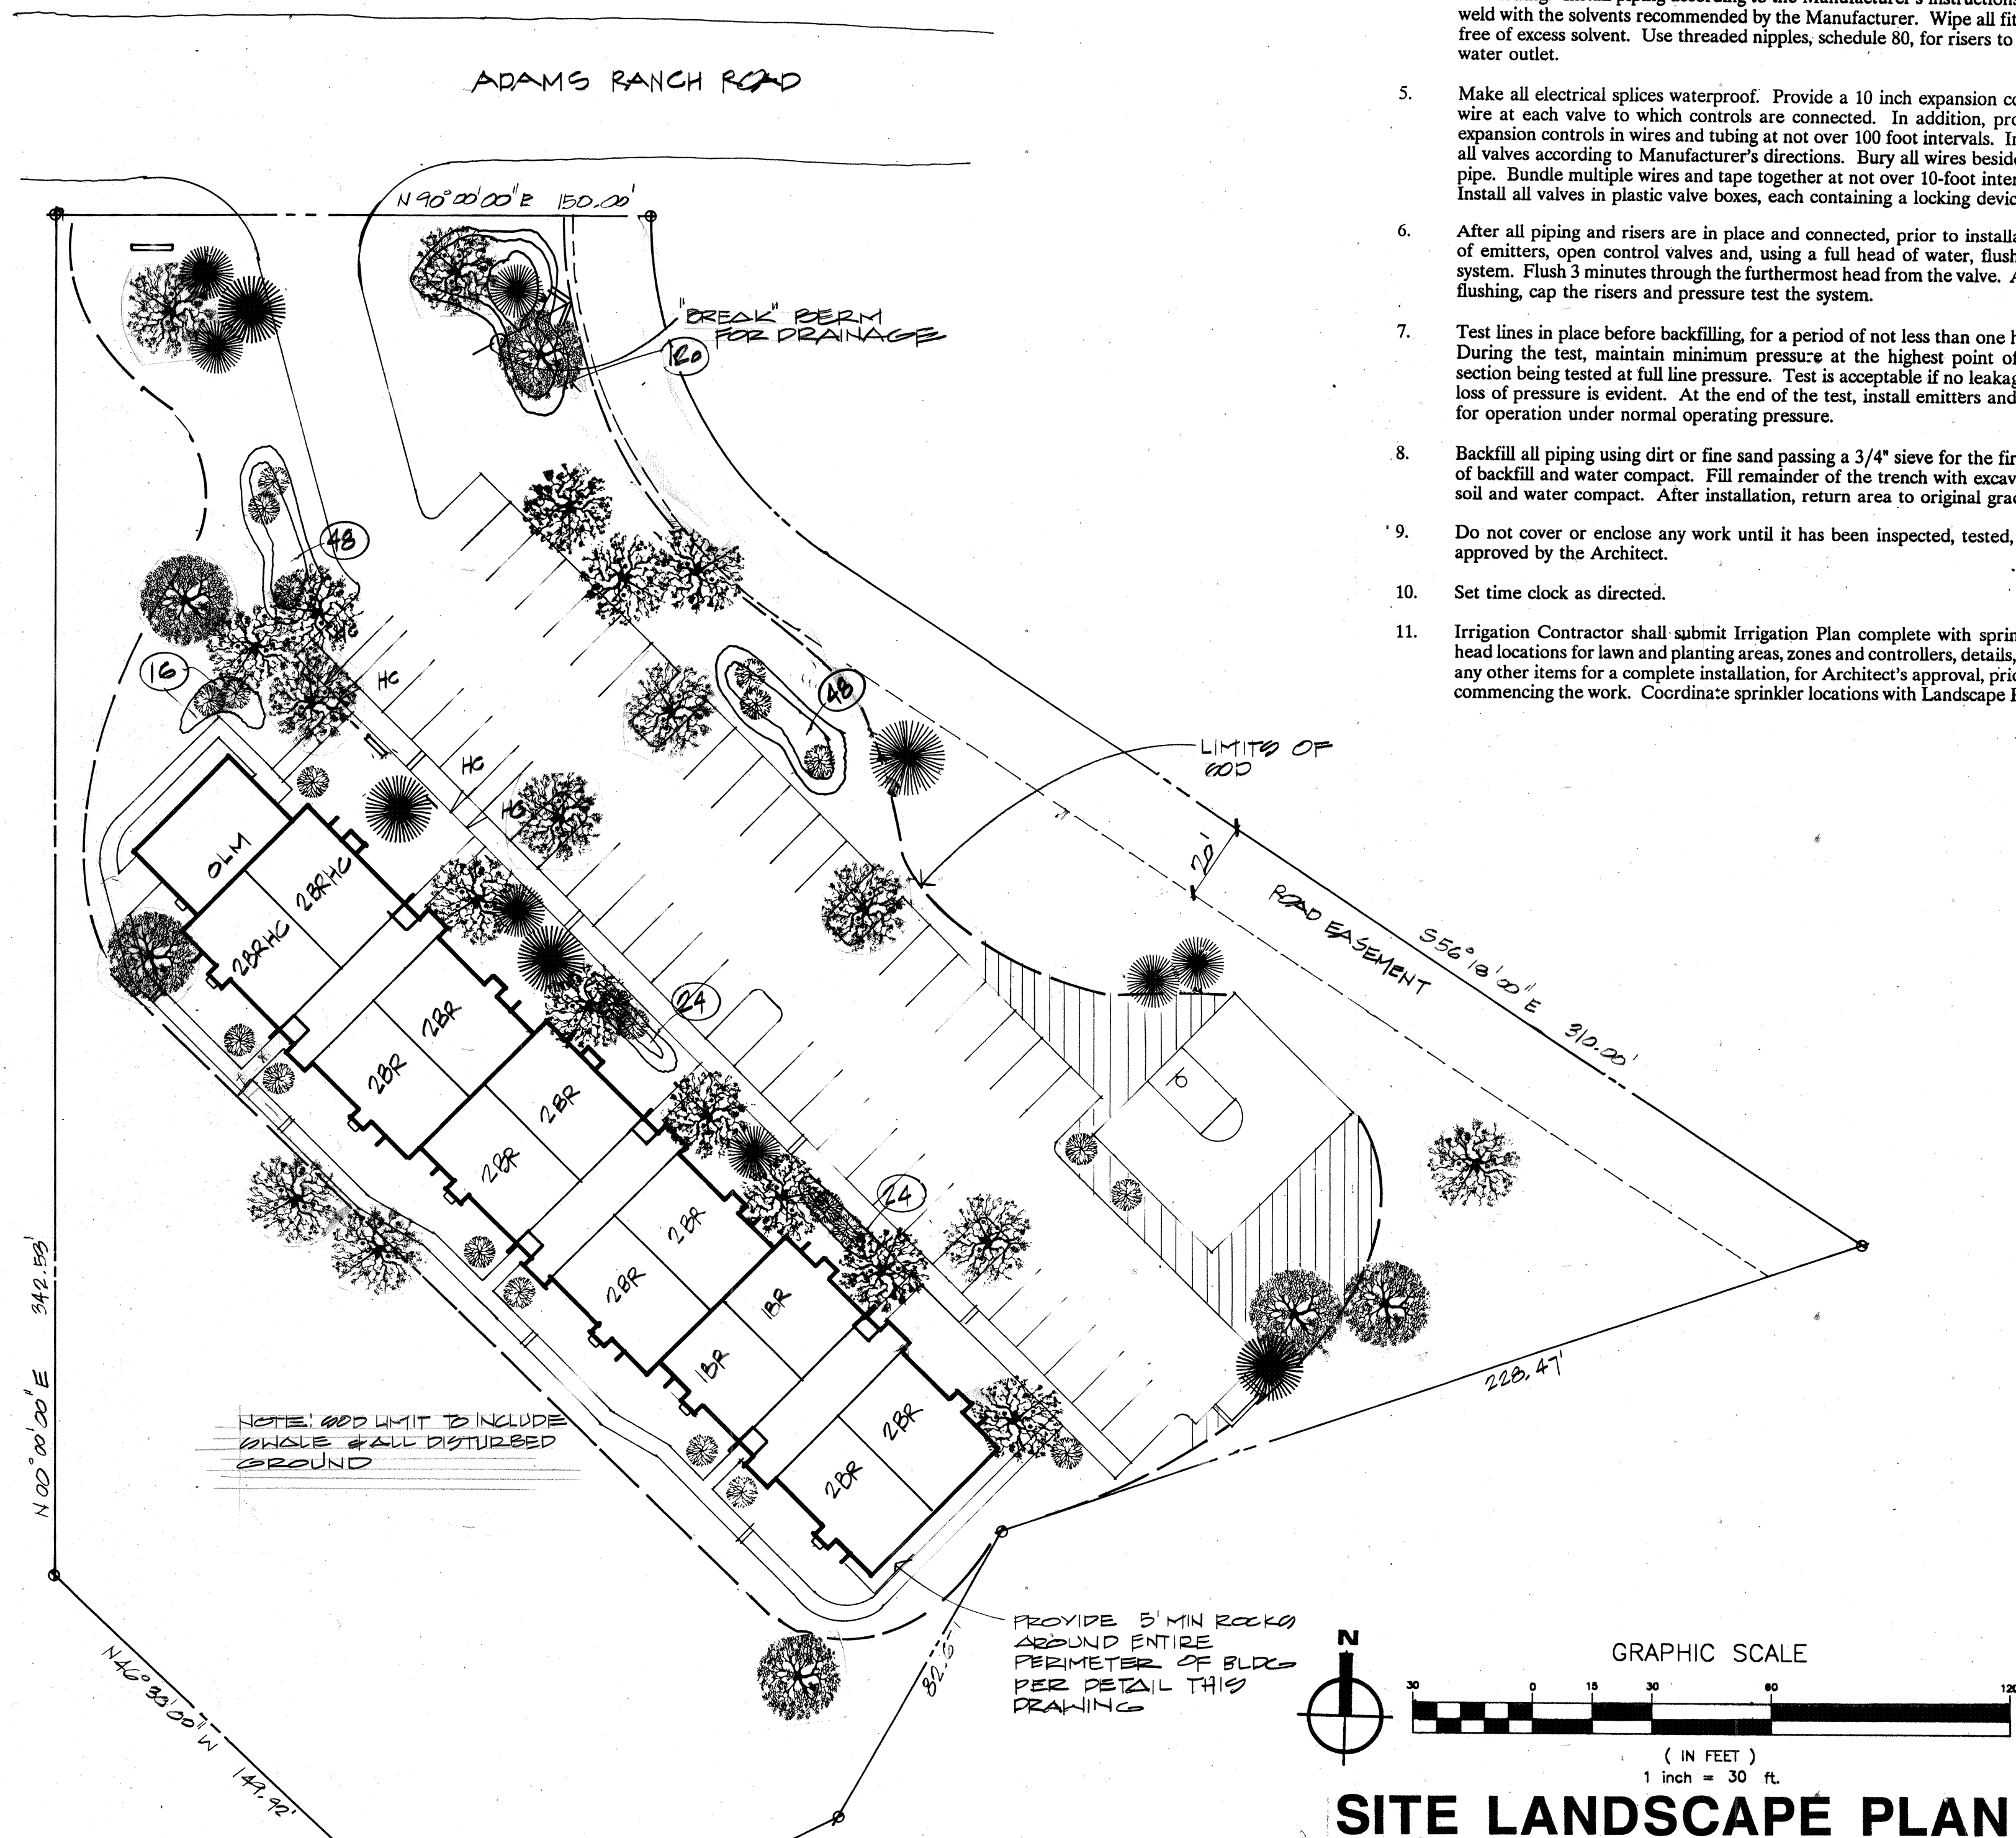 weld with the solvents recommended by the Manufacturer. Wipe all fit
free of excess solvent. Use threaded nipples, schedule 80, for risers to
water outlet.
5. Make all electrical splices waterproof. Provide a 10 inch expansion co
wire at each valve to which controls are connected. In addition, pro
expansion controls in wires and tubing at not over 100 foot intervals. In
all valves according to Manufacturer's directions. Bury all wires besid
pipe. Bundle multiple wires and tape together at not over 10-foot inter
Install all valves in plastic valve boxes, each containing a locking devic
6. After all piping and risers are in place and connected, prior to installa
of emitters, open control valves and, using a full head of water, flush
system. Flush 3 minutes through the furthermost head from the valve. A
flushing, cap the risers and pressure test the system.
7. Test lines in place before backfilling, for a period of not less than one h
During the test, maintain minimum pressure at the highest point of
section being tested at full line pressure. Test is acceptable if no leakag
loss of pressure is evident. At the end of the test, install emitters and
for operation under normal operating pressure.
8. Backfill all piping using dirt or fine sand passing a 3/4" sieve for the fir
of backfill and water compact. Fill remainder of the trench with excav
soil and water compact. After installation, return area to original grad
9. Do not cover or enclose any work until it has been inspected, tested,
approved by the Architect.
10. Set time clock as directed.
11. Irrigation Contractor shall submit Irrigation Plan complete with sprin
head locations for lawn and planting areas, zones and controllers, details,
any other items for a complete installation, for Architect's approval, prio
commencing the work. Coordinate sprinkler locations with Landscape P
ADAMS RANCH ROAD
N 90° 00' 00" E 150.00'
"BREAK" BERM
FOR DRAINAGE
120
48
16
HC
HC
HC
HC
48
LIMITS OF
SOD
20'
ROAD EASEMENT
S 56° 18' 00" E 310.00'
OLM
2BRHC
2BRHC
2BR
2BR
24
2BR
2BR
2BR
2BR
24
1BR
1BR
2BR
2BR
228.47'
N 00° 00' 00" E 342.53'
NOTE: SOD LIMIT TO INCLUDE
SWALE & ALL DISTURBED
GROUND
PROVIDE 5' MIN ROCKS
AROUND ENTIRE
PERIMETER OF BLDG
PER DETAIL THIS
DRAWING
149.92'
N
GRAPHIC SCALE
30 0 15 30 60 120
( IN FEET )
1 inch = 30 ft.
SITE LANDSCAPE PLAN